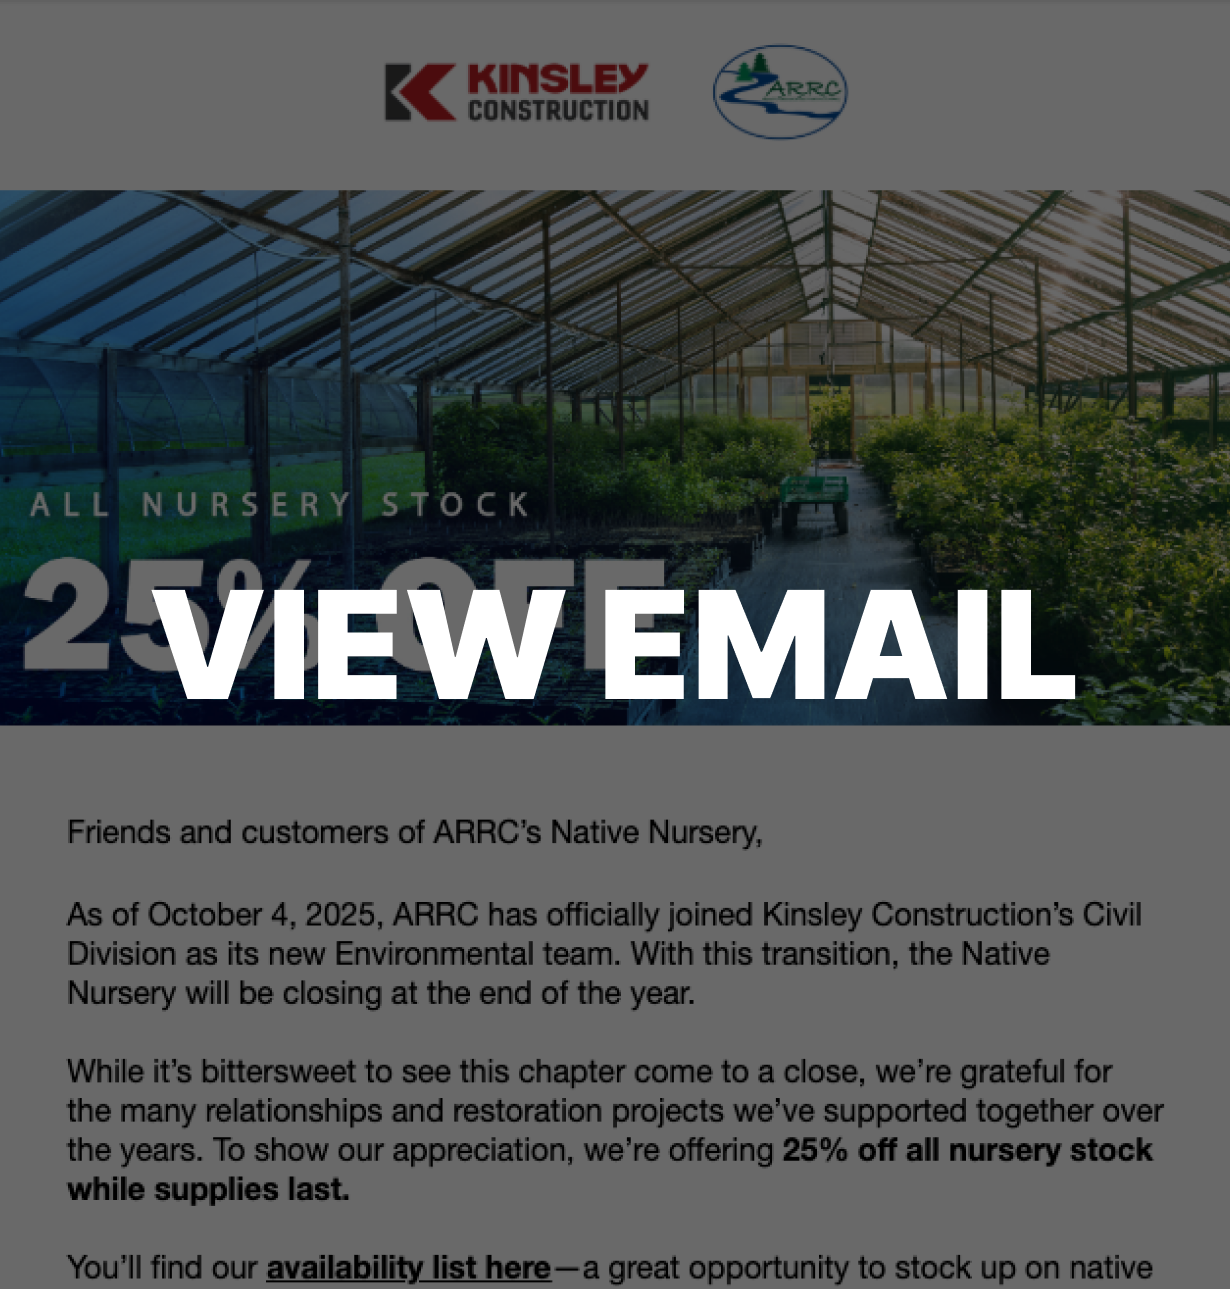 KINSLEY
CONSTRUCTION
ARRC
ALL NURSERY STOCK
25% OFF
VIEW EMAIL
Friends and customers of ARRC’s Native Nursery,
As of October 4, 2025, ARRC has officially joined Kinsley Construction’s Civil
Division as its new Environmental team. With this transition, the Native
Nursery will be closing at the end of the year.
While it’s bittersweet to see this chapter come to a close, we’re grateful for
the many relationships and restoration projects we’ve supported together over
the years. To show our appreciation, we’re offering 25% off all nursery stock
while supplies last.
You’ll find our availability list here—a great opportunity to stock up on native